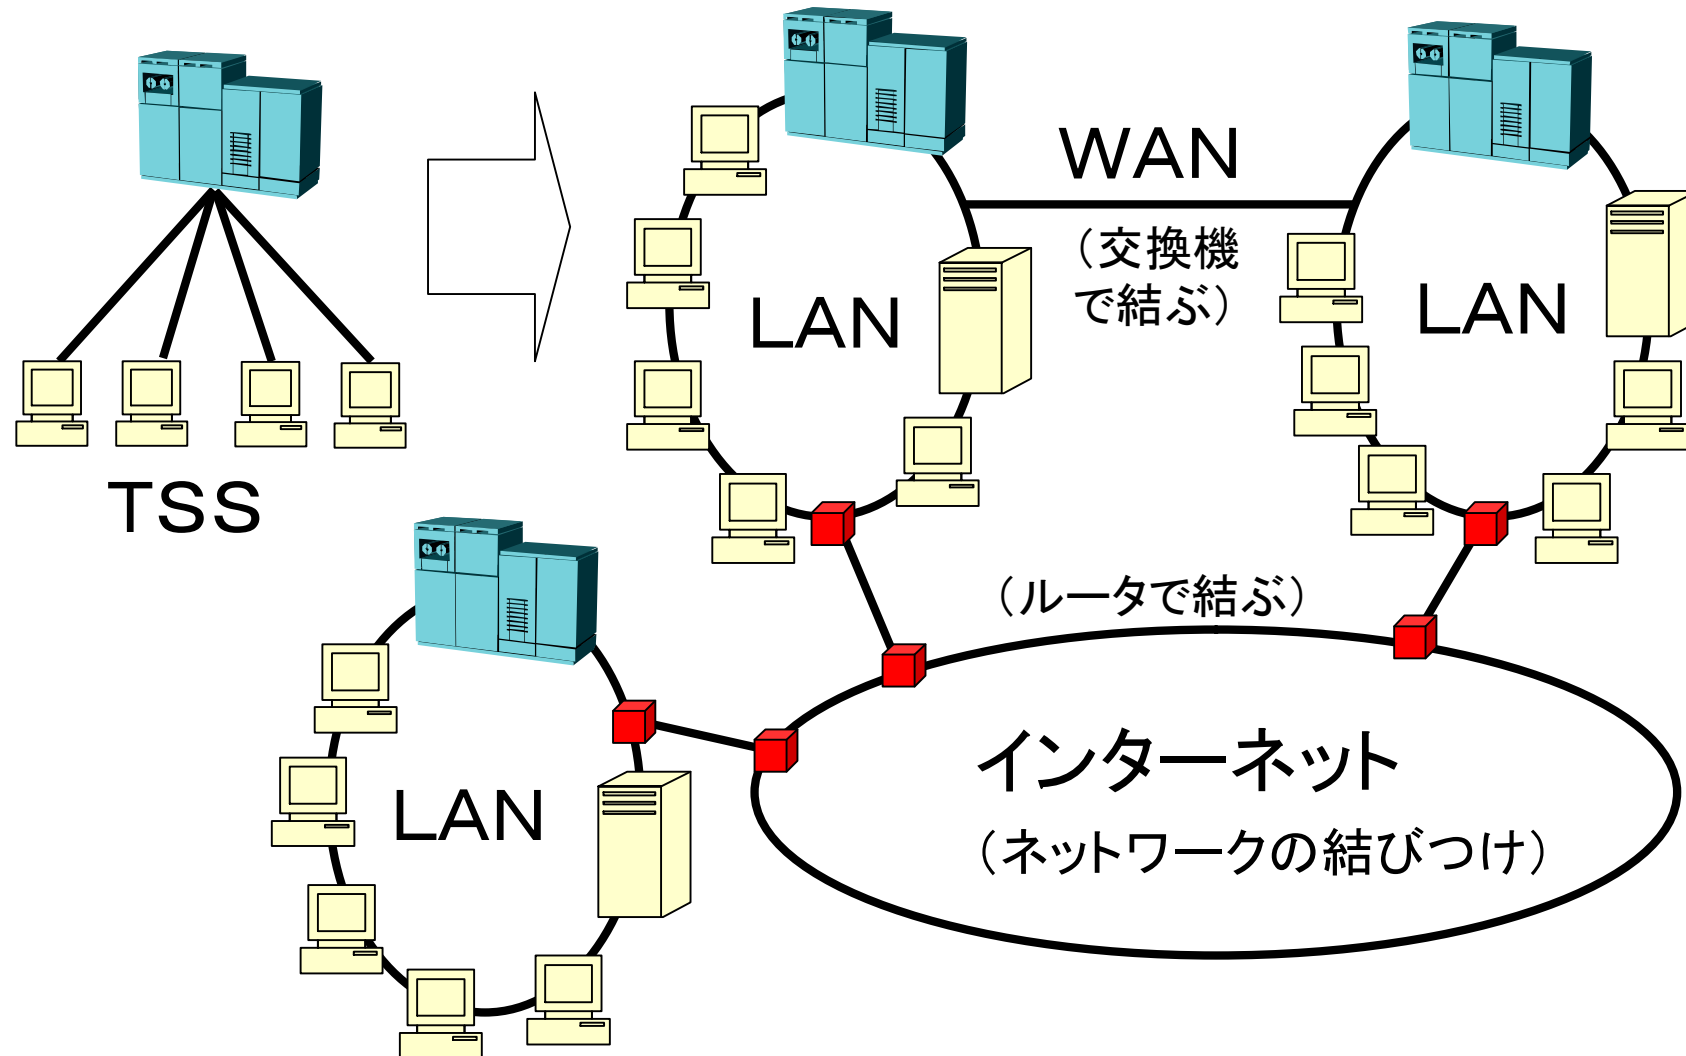 TSS
WAN
（交換機
で結ぶ）
LAN
LAN
（ルータで結ぶ）
LAN
インターネット
（ネットワークの結びつけ）